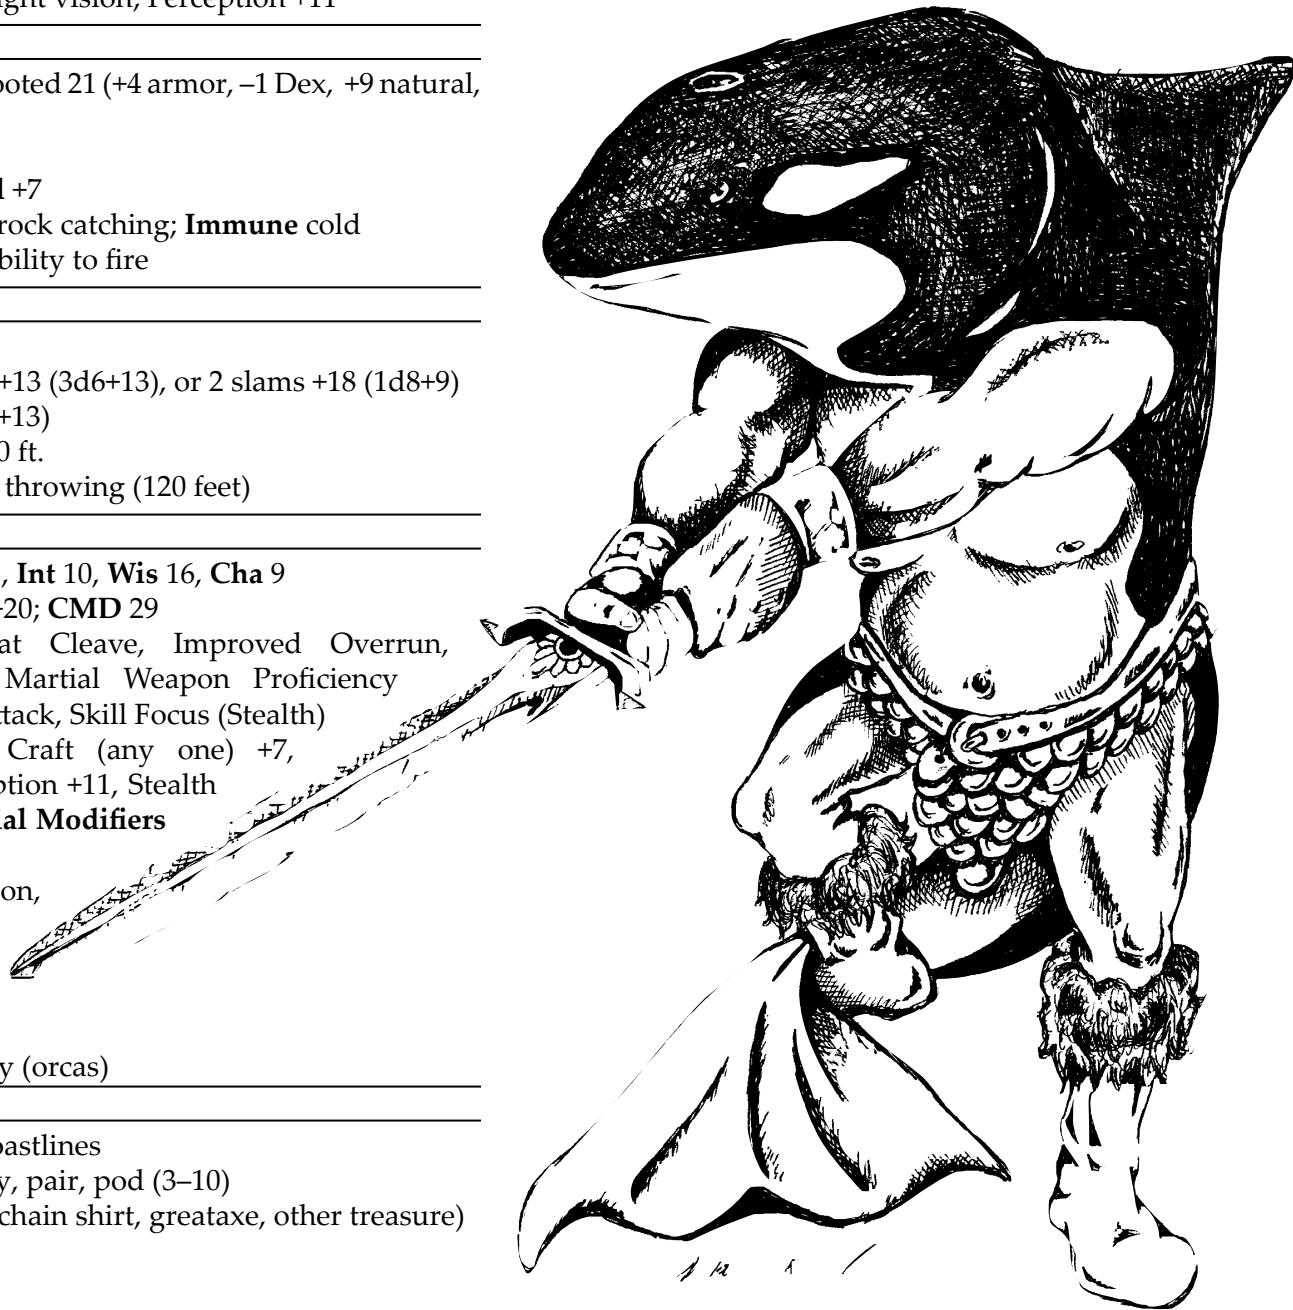 ght vision, Perception +11
ooted 21 (+4 armor, –1 Dex, +9 natural,
l +7
rock catching; Immune cold
bility to fire
+13 (3d6+13), or 2 slams +18 (1d8+9)
+13)
0 ft.
throwing (120 feet)
, Int 10, Wis 16, Cha 9
+20; CMD 29
at Cleave, Improved Overrun,
Martial Weapon Proficiency
ttack, Skill Focus (Stealth)
Craft (any one) +7,
ption +11, Stealth
ial Modifiers
on,
y (orcas)
oastlines
y, pair, pod (3–10)
chain shirt, greataxe, other treasure)